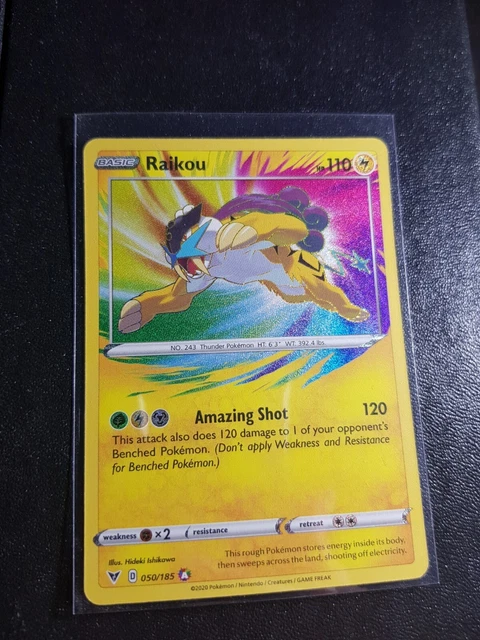 BASIC Raikou HP 110
NO. 243 Thunder Pokémon HT. 6'3" WT. 392.4 lbs.
Amazing Shot 120
This attack also does 120 damage to 1 of your opponent's
Benched Pokémon. (Don't apply Weakness and Resistance
for Benched Pokémon.)
weakness ×2 resistance retreat
Illus. Hideki Ishikawa
This rough Pokémon stores energy inside its body,
then sweeps across the land, shooting off electricity.
D 050/185 A
©2020 Pokémon / Nintendo / Creatures / GAME FREAK